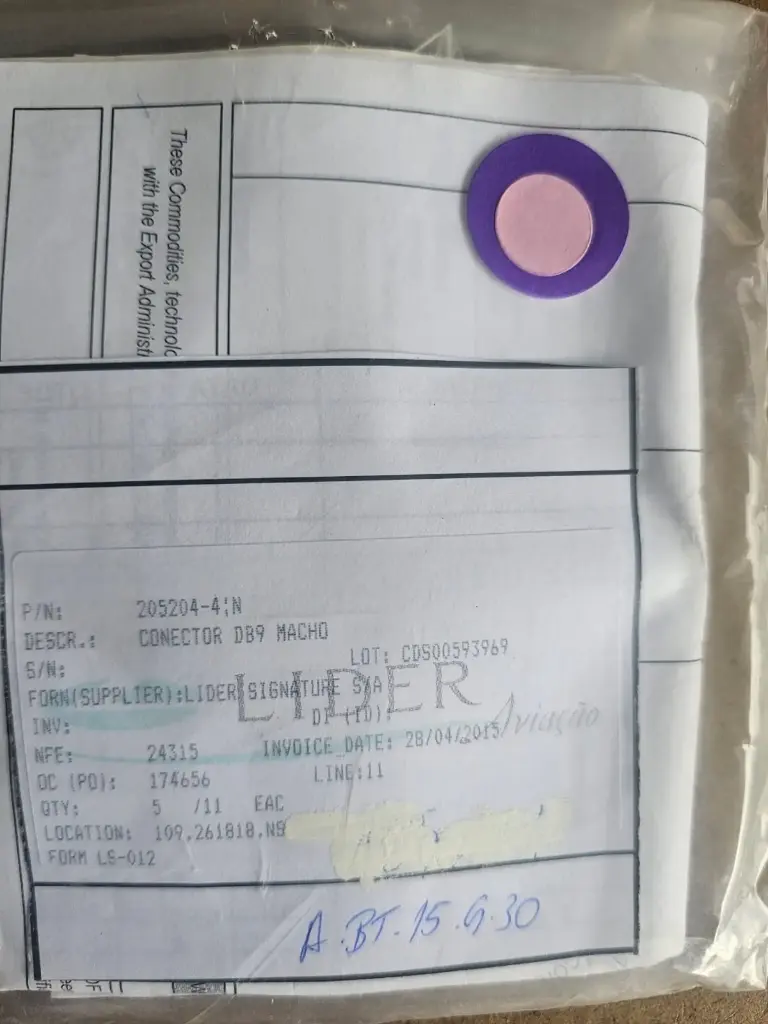 These Commodities, technolo
with the Export Administ
P/N: 205204-4;N
DESCR.: CONECTOR DB9 MACHO
S/N: LOT: CDS00593969
FORN(SUPPLIER):LIDER SIGNATURE S/A
LIDER
Aviação
INV: DI (ID):
NFE: 24315 INVOICE DATE: 28/04/2015
OC (PO): 174656 LINE:11
QTY: 5 /11 EAC
LOCATION: 109.261818.NS
FORM LS-012
A.BT.15.G.30